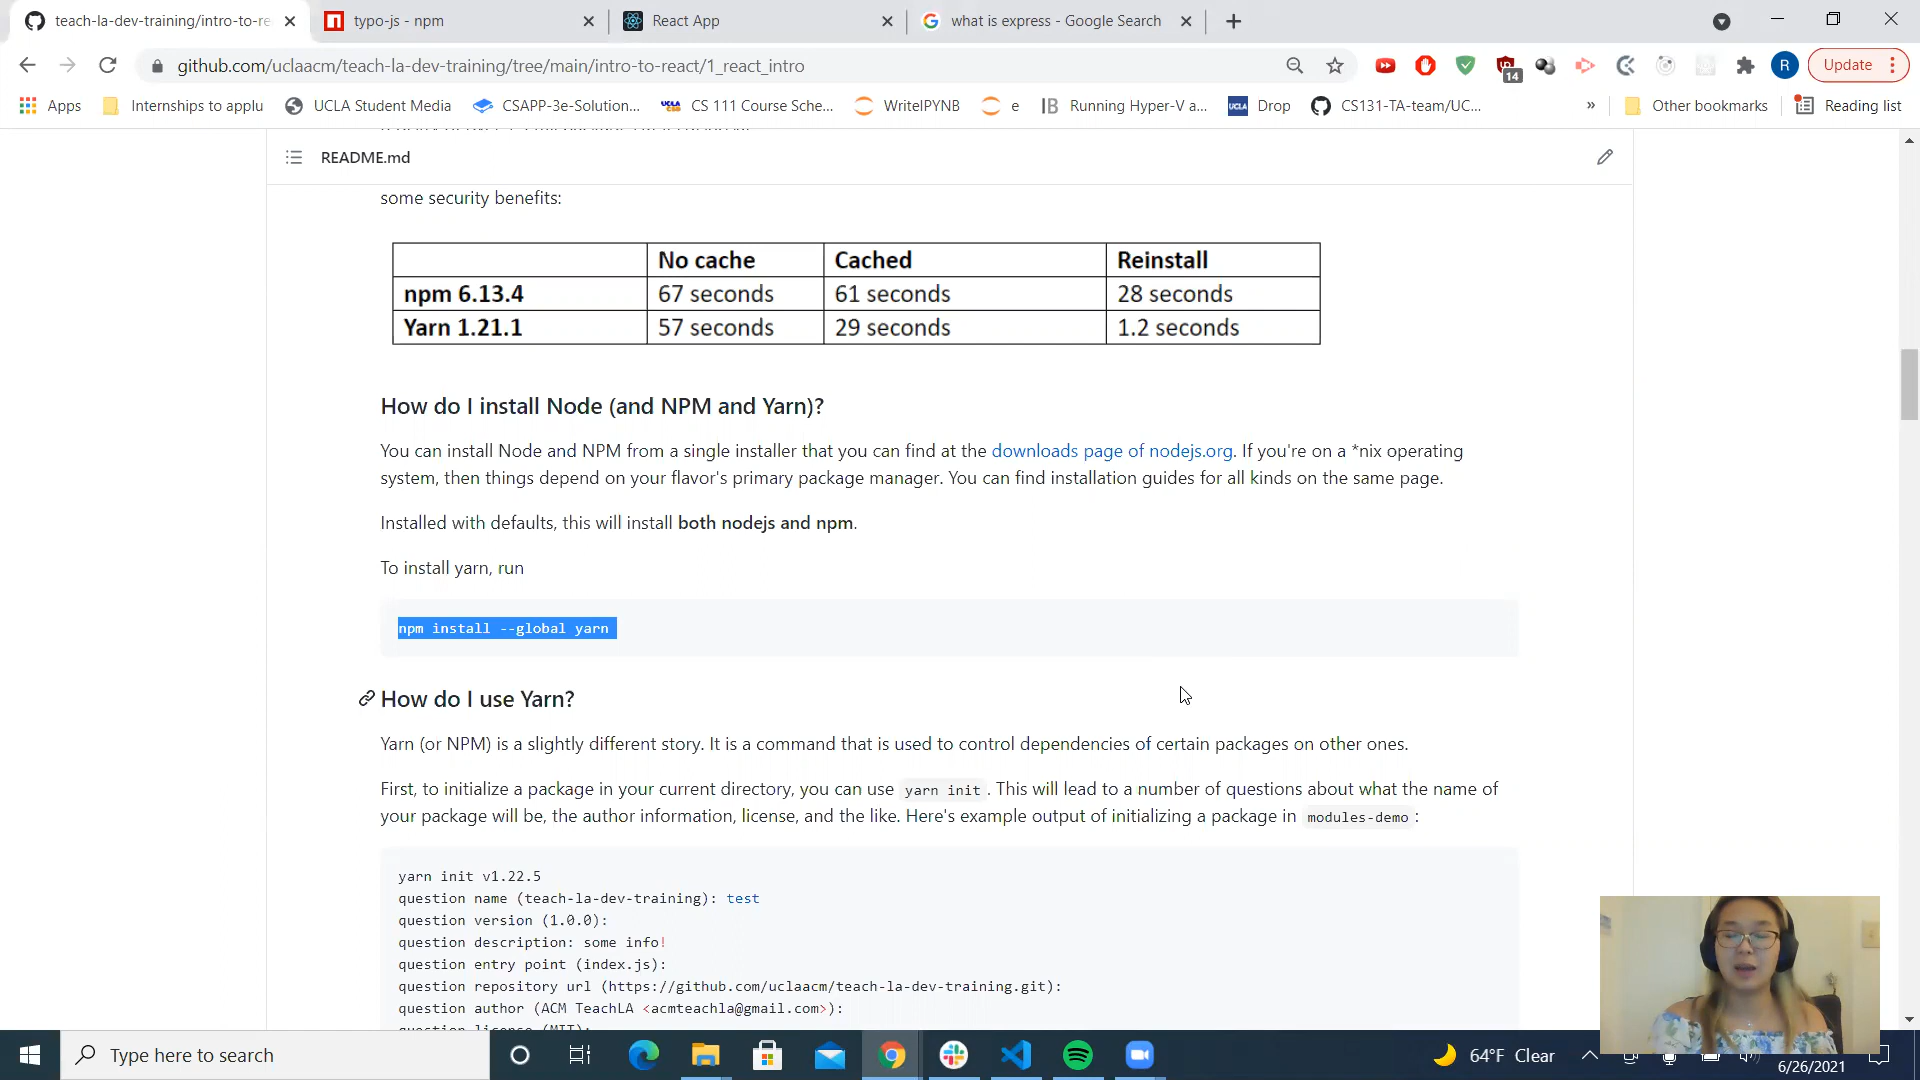 teach-la-dev-training/intro-to-re
typo-js - npm
React App
what is express - Google Search
github.com/uclaacm/teach-la-dev-training/tree/main/intro-to-react/1_react_intro
14
R
Update
Apps
Internships to applu
UCLA Student Media
CSAPP-3e-Solution...
UCLA
CS 111 Course Sche...
WriteIPYNB
e
Running Hyper-V a...
UCLA
Drop
CS131-TA-team/UC...
»
Other bookmarks
Reading list
README.md
some security benefits:
No cache Cached Reinstall
npm 6.13.4 67 seconds 61 seconds 28 seconds
Yarn 1.21.1 57 seconds 29 seconds 1.2 seconds
How do I install Node (and NPM and Yarn)?
You can install Node and NPM from a single installer that you can find at the downloads page of nodejs.org. If you're on a *nix operating
system, then things depend on your flavor's primary package manager. You can find installation guides for all kinds on the same page.
Installed with defaults, this will install both nodejs and npm.
To install yarn, run
npm install --global yarn
How do I use Yarn?
Yarn (or NPM) is a slightly different story. It is a command that is used to control dependencies of certain packages on other ones.
First, to initialize a package in your current directory, you can use yarn init. This will lead to a number of questions about what the name of
your package will be, the author information, license, and the like. Here's example output of initializing a package in modules-demo:
yarn init v1.22.5
question name (teach-la-dev-training): test
question version (1.0.0):
question description: some info!
question entry point (index.js):
question repository url (https://github.com/uclaacm/teach-la-dev-training.git):
question author (ACM TeachLA <acmteachla@gmail.com>):
question license (MIT):
Type here to search
64°F Clear
6/26/2021